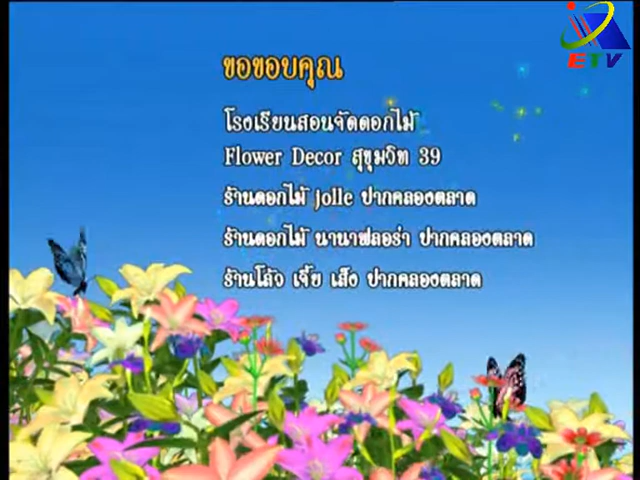 ETV
ขอขอบคุณ
โรงเรียนสอนจัดดอกไม้
Flower Decor สุขุมวิท 39
ร้านดอกไม้ Jolle ปากคลองตลาด
ร้านดอกไม้ นานาฟลอร่า ปากคลองตลาด
ร้านโล้ว เจี้ย เส็ง ปากคลองตลาด